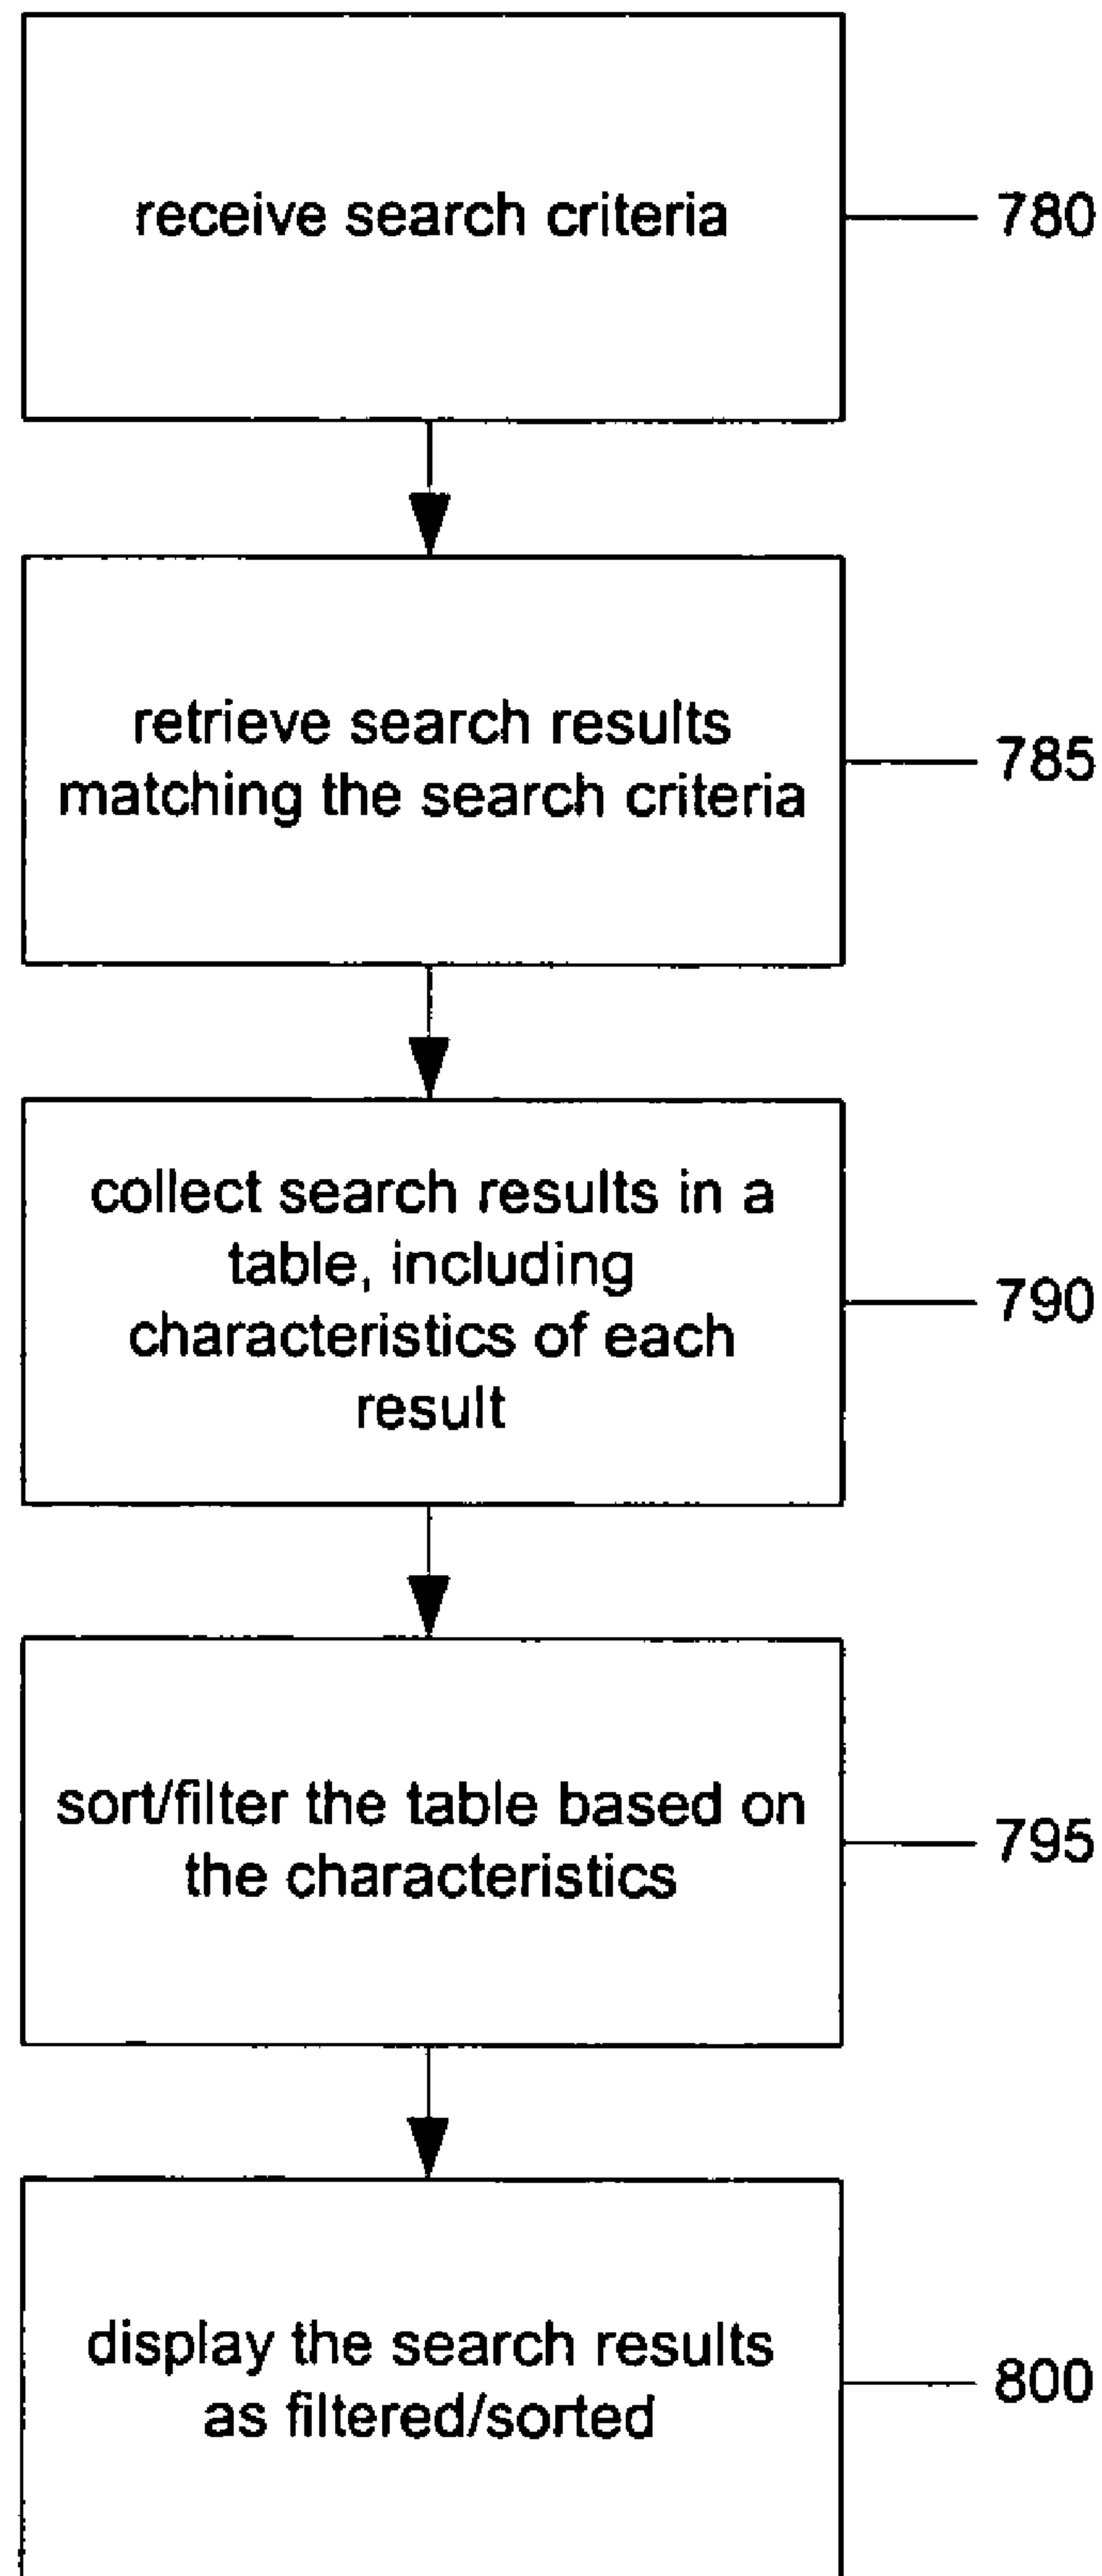 receive search criteria
780
retrieve search results
matching the search criteria
785
collect search results in a
table, including
characteristics of each
result
790
sort/filter the table based on
the characteristics
795
display the search results
as filtered/sorted
800